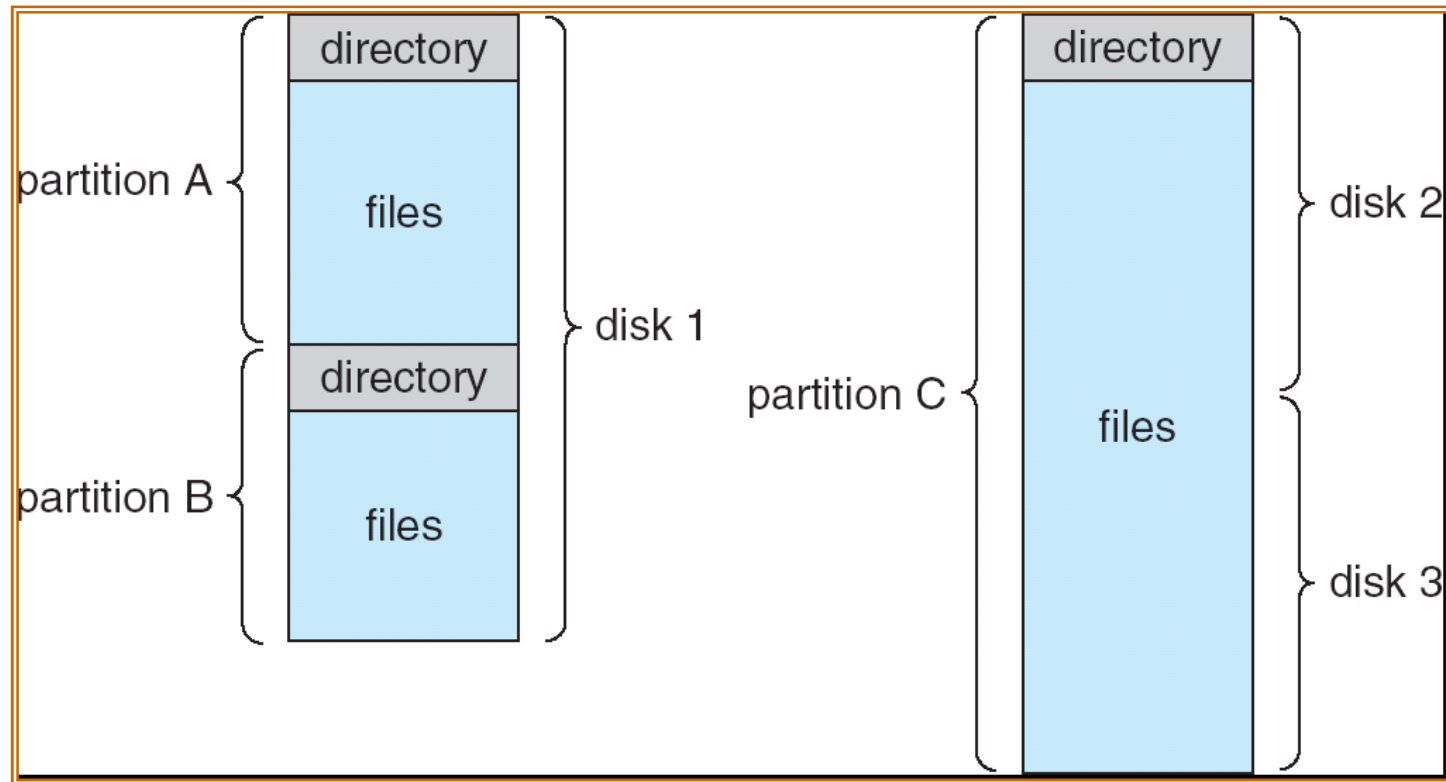 directory
partition A
files
disk 1
directory
partition B
files
directory
partition C
files
disk 2
disk 3